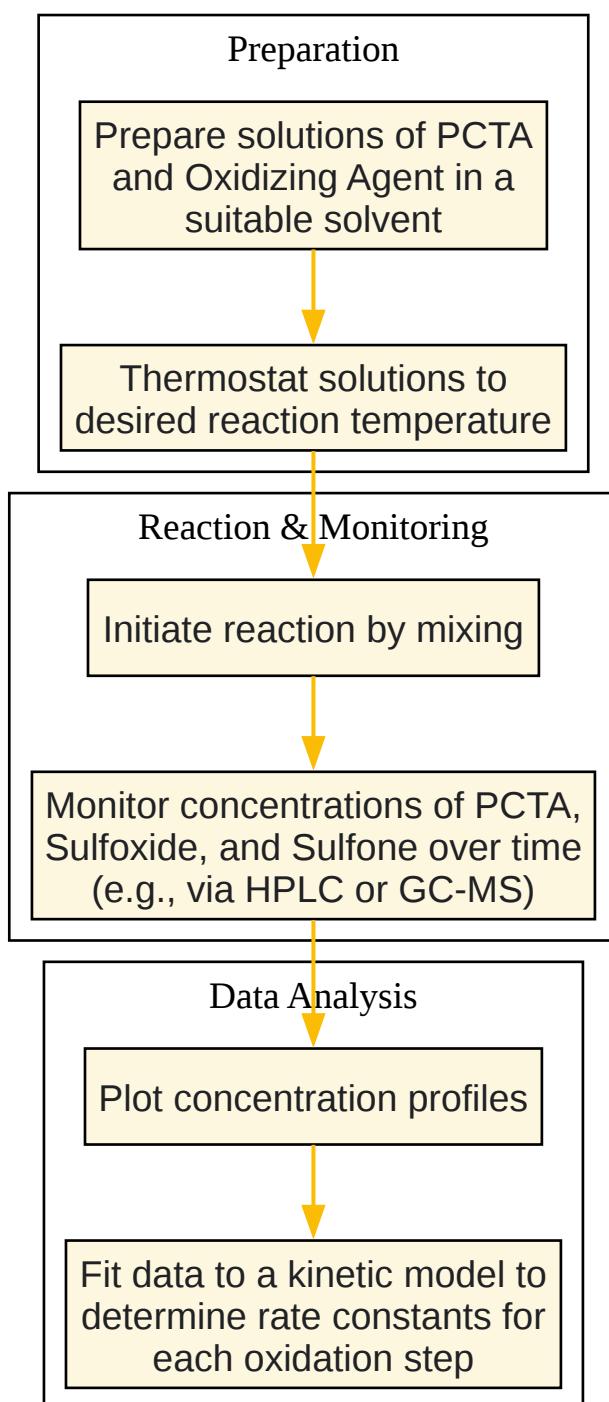 Preparation
Prepare solutions of PCTA
and Oxidizing Agent in a
suitable solvent
Thermostat solutions to
desired reaction temperature
Reaction & Monitoring
Initiate reaction by mixing
Monitor concentrations of PCTA,
Sulfoxide, and Sulfone over time
(e.g., via HPLC or GC-MS)
Data Analysis
Plot concentration profiles
Fit data to a kinetic model to
determine rate constants for
each oxidation step